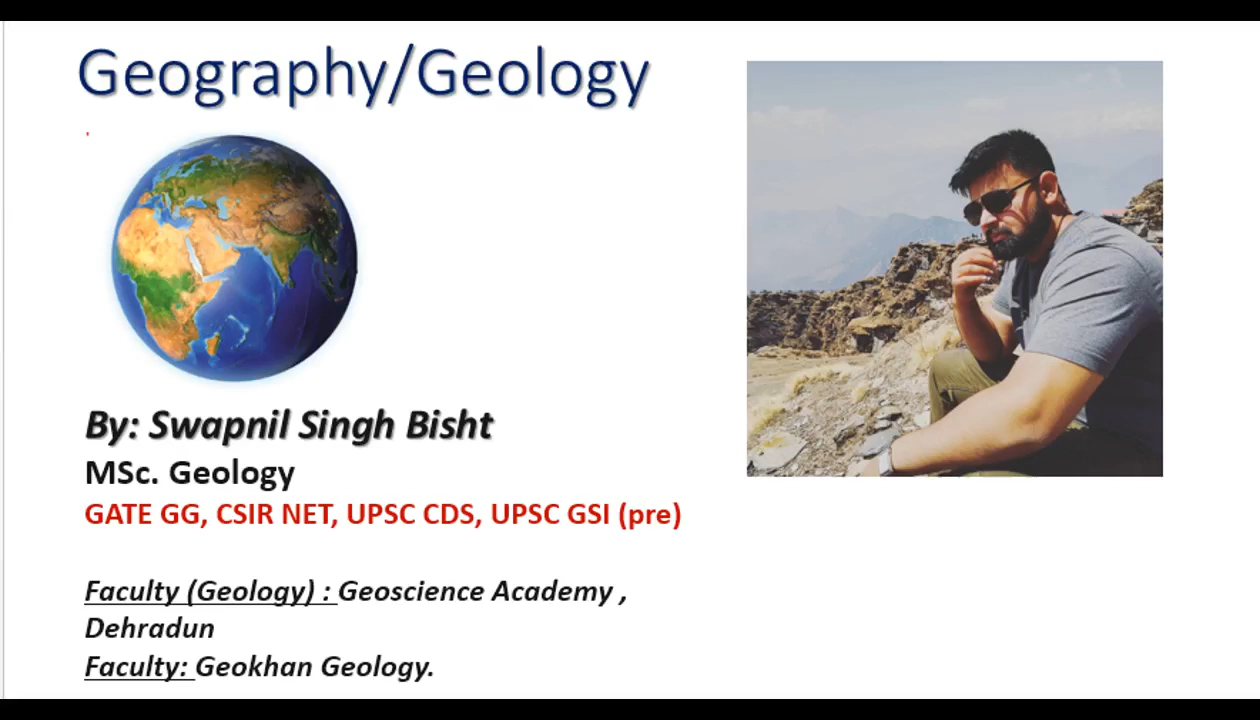 Geography/Geology
By: Swapnil Singh Bisht
MSc. Geology
GATE GG, CSIR NET, UPSC CDS, UPSC GSI (pre)
Faculty (Geology) : Geoscience Academy ,
Dehradun
Faculty: Geokhan Geology.